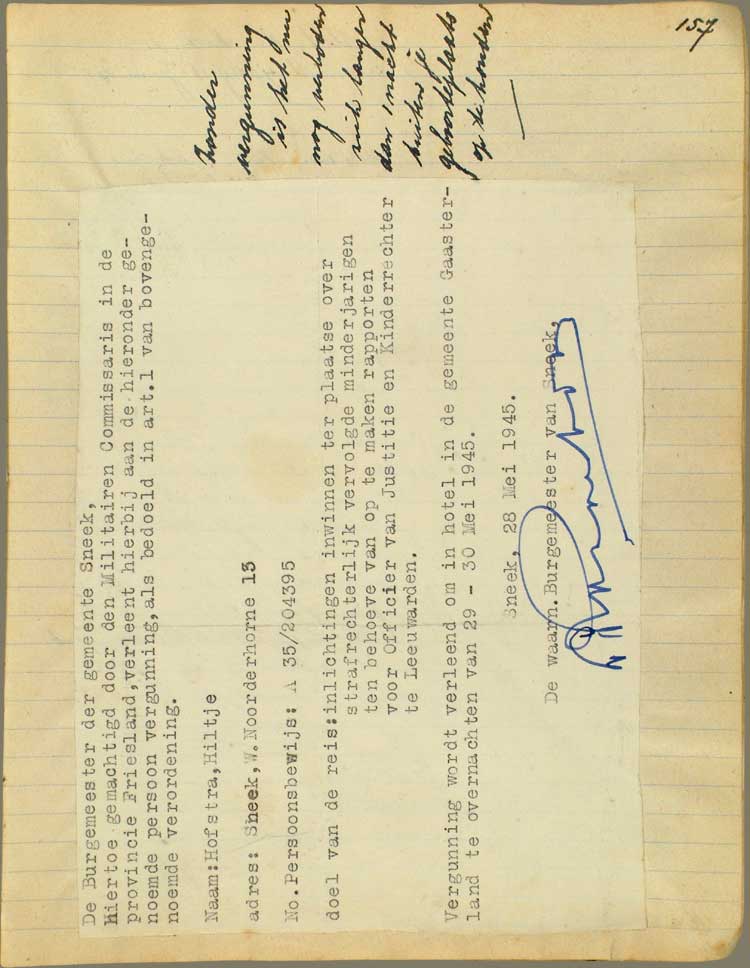 157
zonder
vergunning
is het nu
nog verboden
zich langer
dan 1 nacht
buiten je
geboorteplaats
op te houden
De Burgemeester der gemeente Sneek,
Hiertoe gemachtigd door den Militairen Commissaris in de
provincie Friesland,verleent hierbij aan de hieronder ge-
noemde persoon vergunning,als bedoeld in art.1 van bovenge-
noemde verordening.
Naam:Hofstra,Hiltje
adres: Sneek,W.Noorderhorne 13
No.Persoonsbewijs: A 35/204395
doel van de reis:inlichtingen inwinnen ter plaatse over
strafrechterlijk vervolgde minderjarigen
ten behoeve van op te maken rapporten
voor Officier van Justitie en Kinderrechter
te Leeuwarden.
Vergunning wordt verleend om in hotel in de gemeente Gaaster-
land te overnachten van 29 - 30 Mei 1945.
Sneek, 28 Mei 1945.
De waarn.Burgemeester van Sneek,